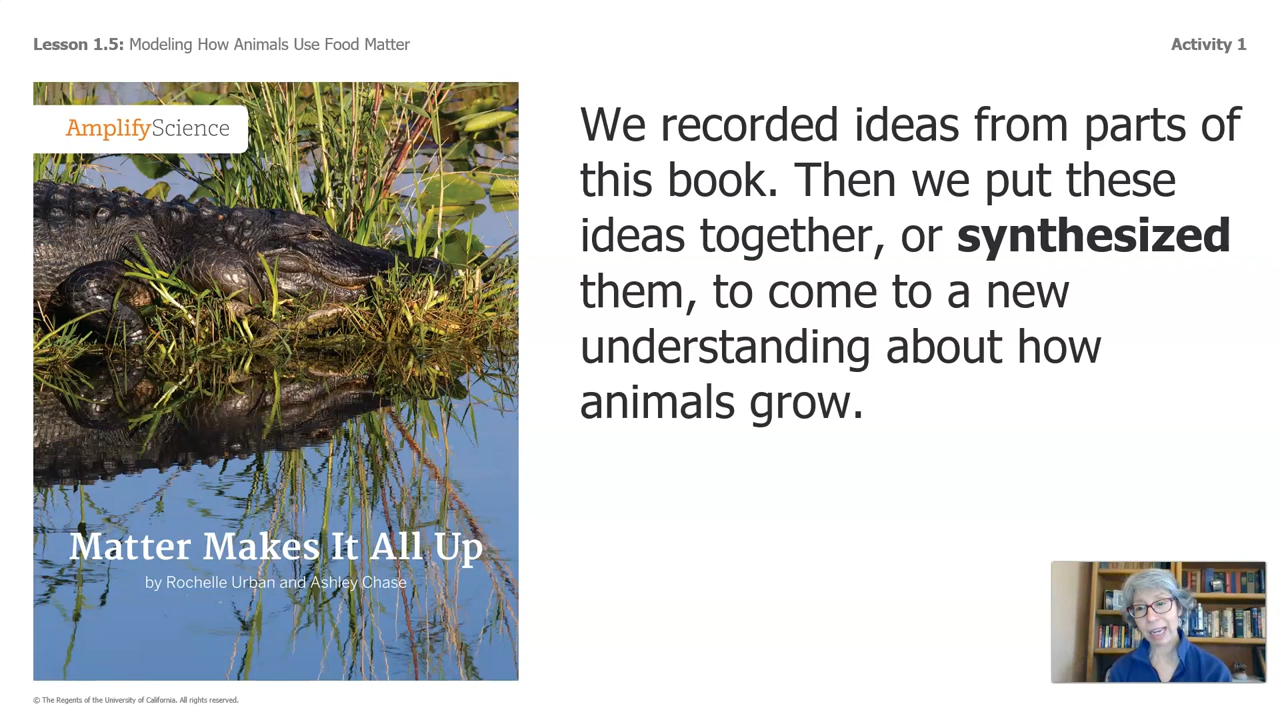 Lesson 1.5: Modeling How Animals Use Food Matter
Activity 1
AmplifyScience
We recorded ideas from parts of
this book. Then we put these
ideas together, or synthesized
them, to come to a new
understanding about how
animals grow.
Matter Makes It All Up
by Rochelle Urban and Ashley Chase
© The Regents of the University of California. All rights reserved.